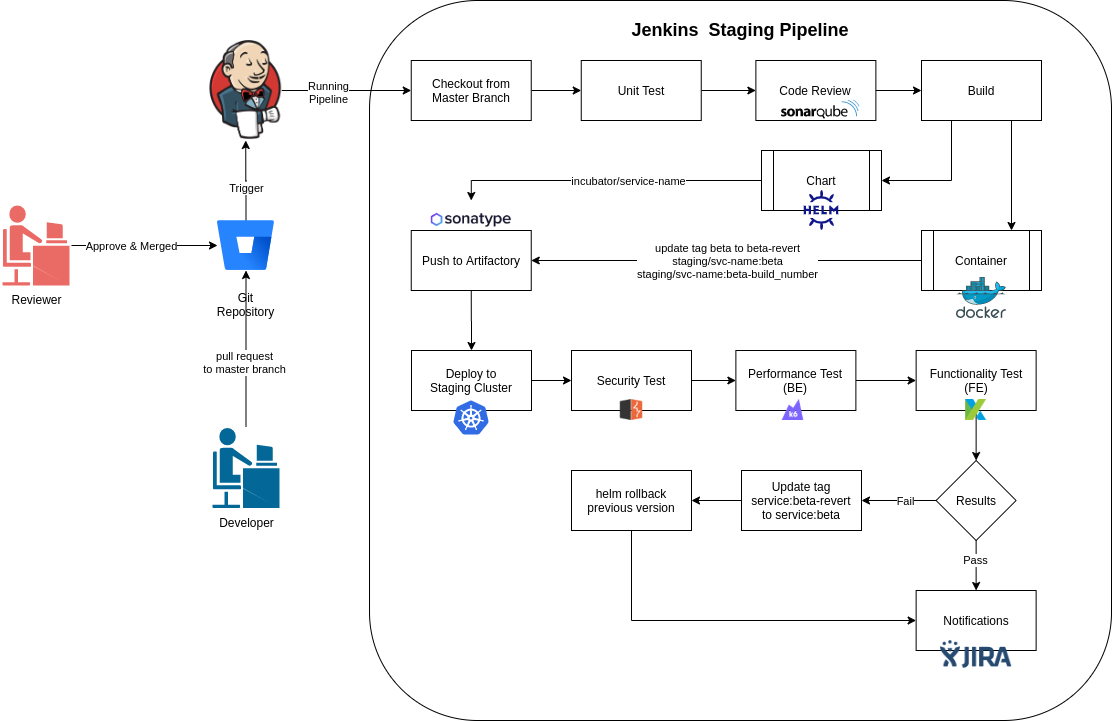 Jenkins  Staging Pipeline
Running
Pipeline
Checkout from
Master Branch
Unit Test
Code Review
sonarqube
Build
Trigger
incubator/service-name
Chart
HELM
Approve & Merged
Reviewer
Git
Repository
sonatype
Push to Artifactory
update tag beta to beta-revert
staging/svc-name:beta
staging/svc-name:beta-build_number
Container
docker
pull request
to master branch
Developer
Deploy to
Staging Cluster
Security Test
Performance Test
(BE)
k6
Functionality Test
(FE)
Results
Fail
Update tag
service:beta-revert
to service:beta
helm rollback
previous version
Pass
Notifications
JIRA